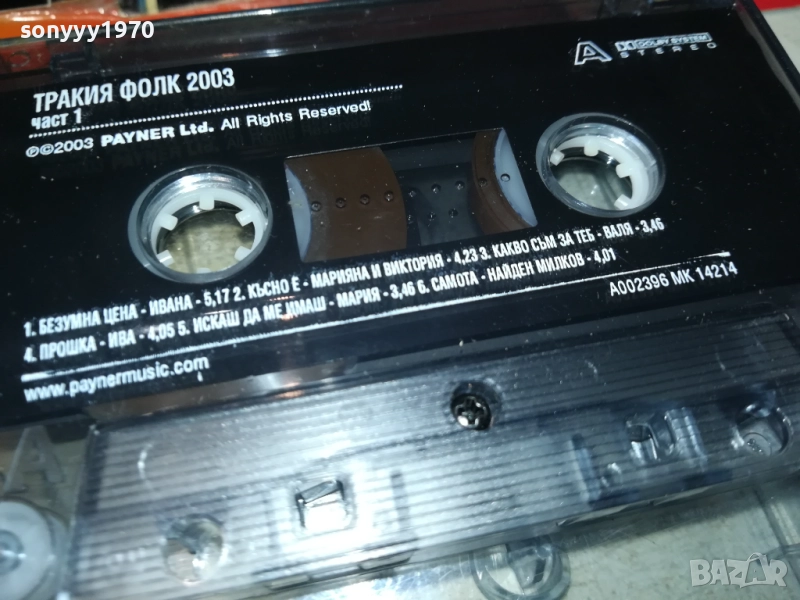 sonyyy1970
ТРАКИЯ ФОЛК 2003
част 1
℗©2003 PAYNER Ltd. All Rights Reserved!
A DOLBY SYSTEM
STEREO
1. БЕЗУМНА ЦЕНА - ИВАНА - 5,17 2. КЪСНО Е - МАРИЯНА И ВИКТОРИЯ - 4,23 3. КАКВО СЪМ ЗА ТЕБ - ВАЛЯ - 3,46
4. ПРОШКА - ИВА - 4,05 5. ИСКАШ ДА МЕ ИМАШ - МАРИЯ - 3,46 6. САМОТА - НАЙДЕН МИЛКОВ - 4,01
A002396 MK 14214
www.paynermusic.com
BAZAR